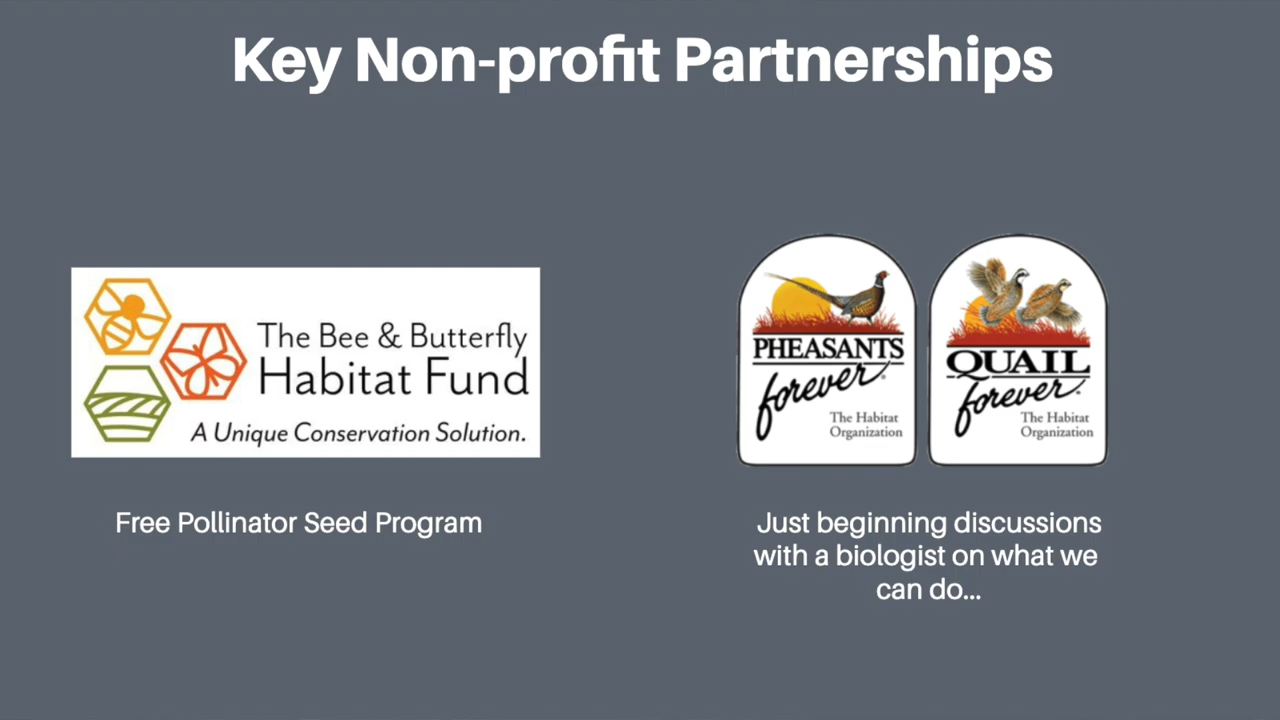 Key Non-profit Partnerships
The Bee & Butterfly
Habitat Fund
A Unique Conservation Solution.
Free Pollinator Seed Program
PHEASANTS
forever®
The Habitat
Organization
QUAIL
forever®
The Habitat
Organization
Just beginning discussions
with a biologist on what we
can do...